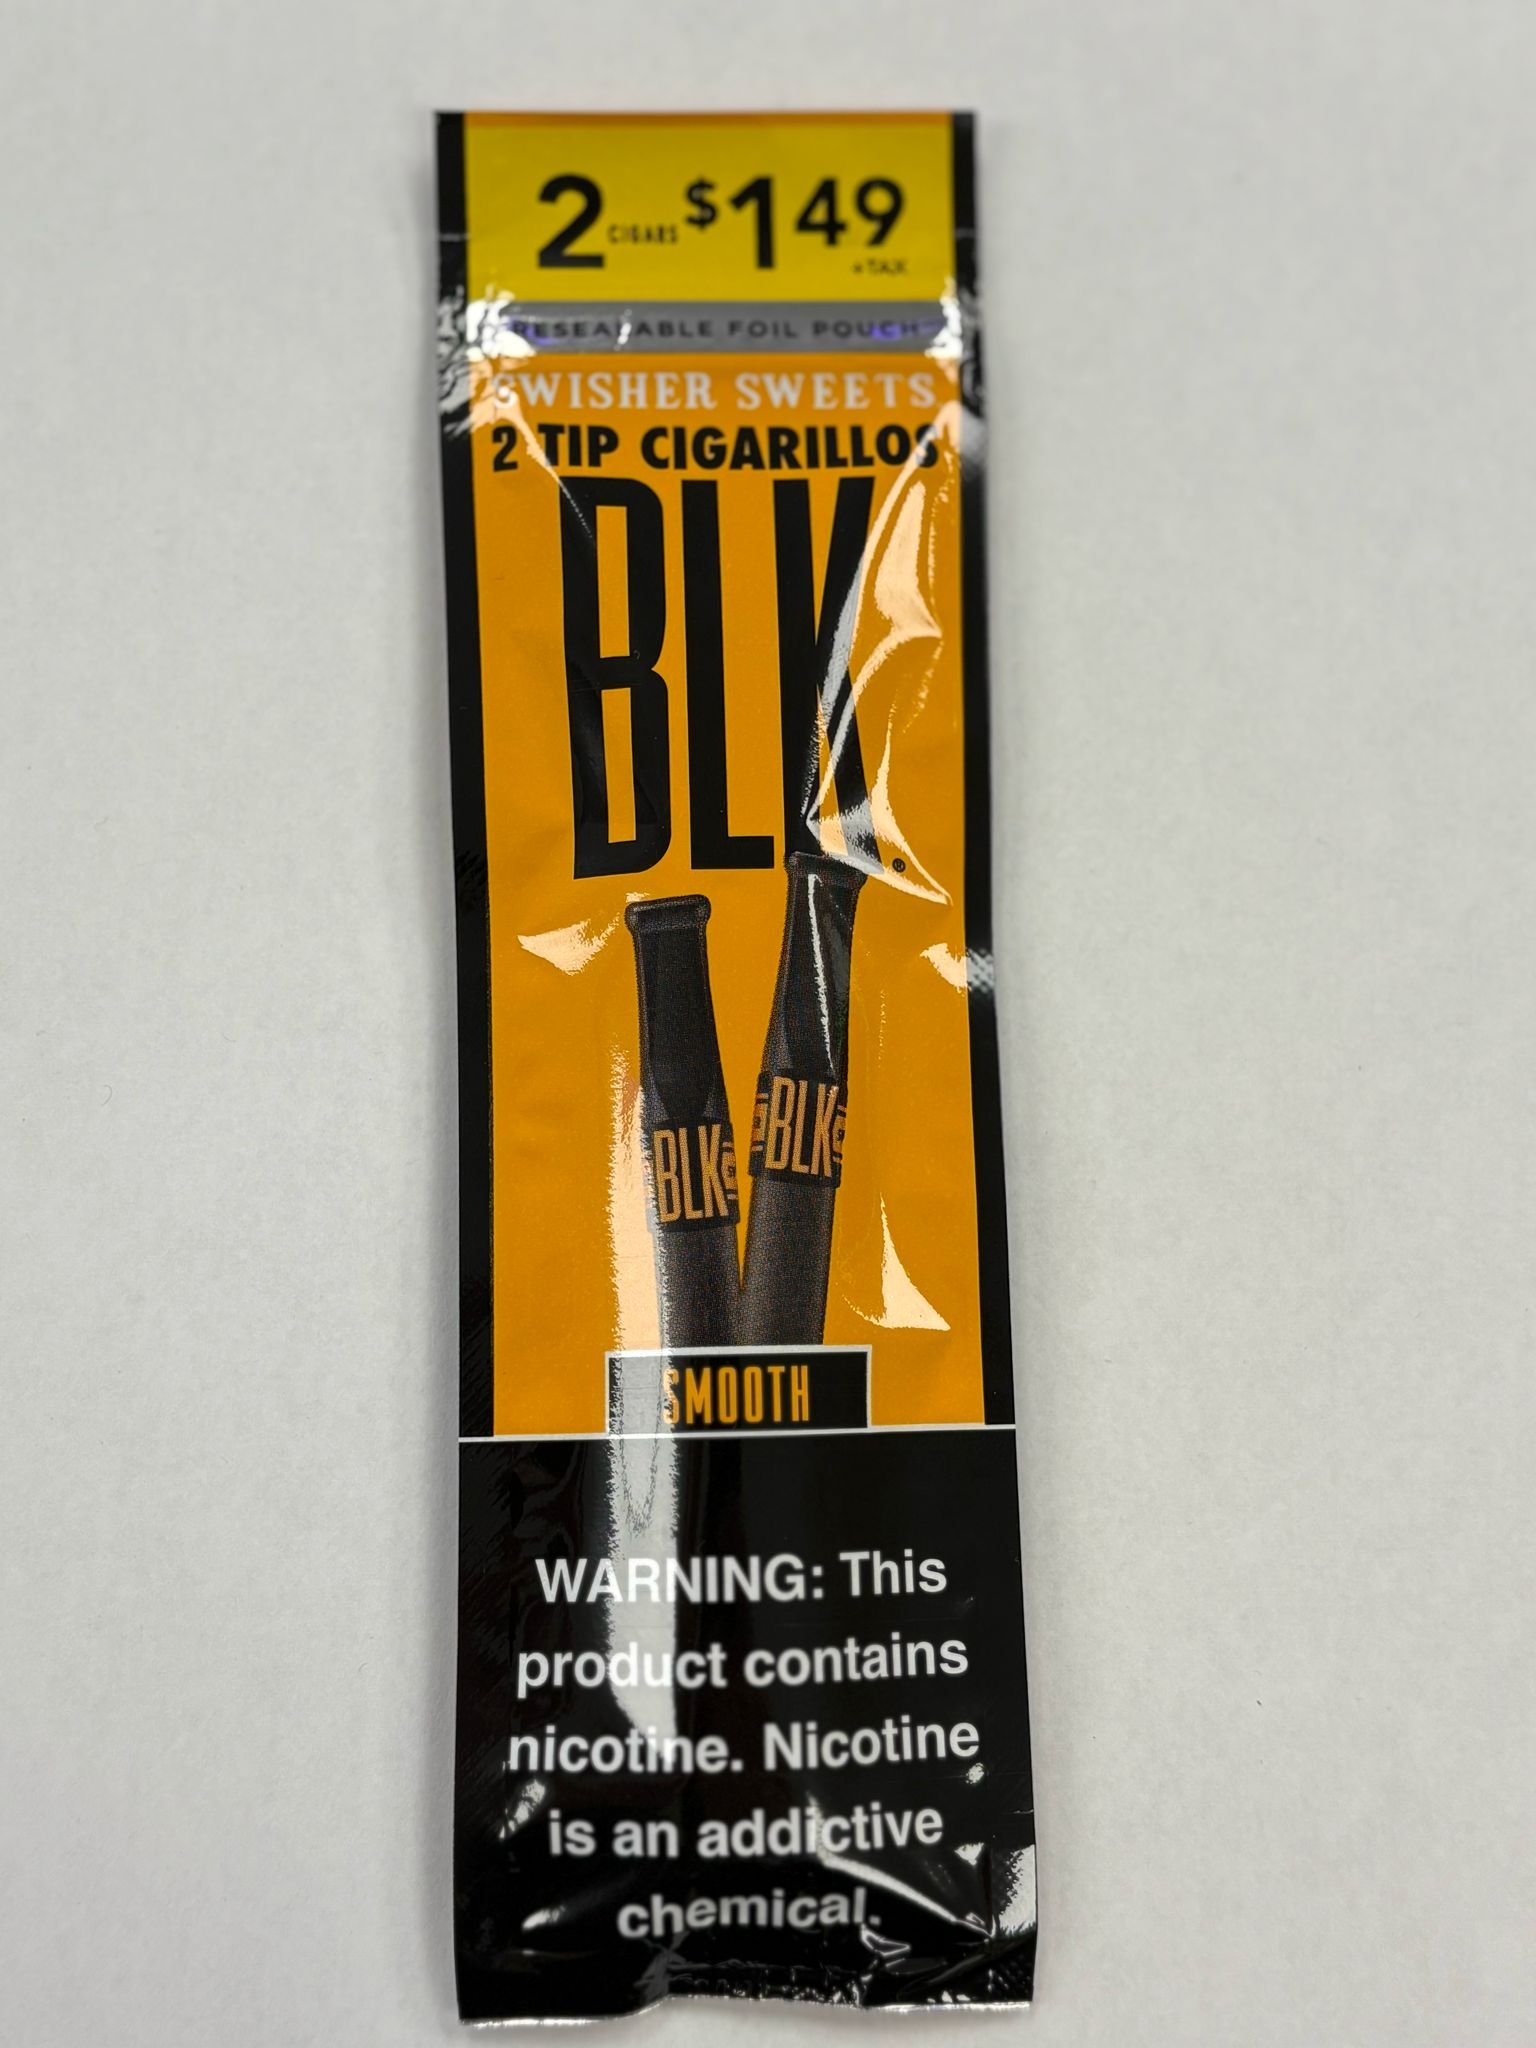 2 CIGARS $1 49
+TAX
RESEALABLE FOIL POUCH
SWISHER SWEETS
2 TIP CIGARILLOS
BLK®
BLK
BLK
SMOOTH
WARNING: This
product contains
nicotine. Nicotine
is an addictive
chemical.